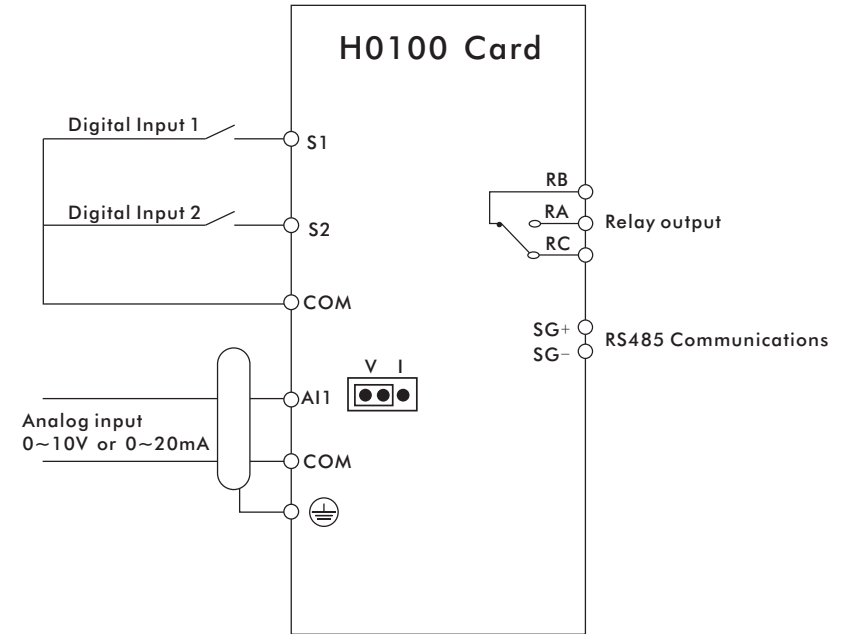 H0100 Card
Digital Input 1
S1
Digital Input 2
S2
COM
RB
RA
Relay output
RC
SG+
SG−
RS485 Communications
V I
AI1
Analog input
0~10V or 0~20mA
COM